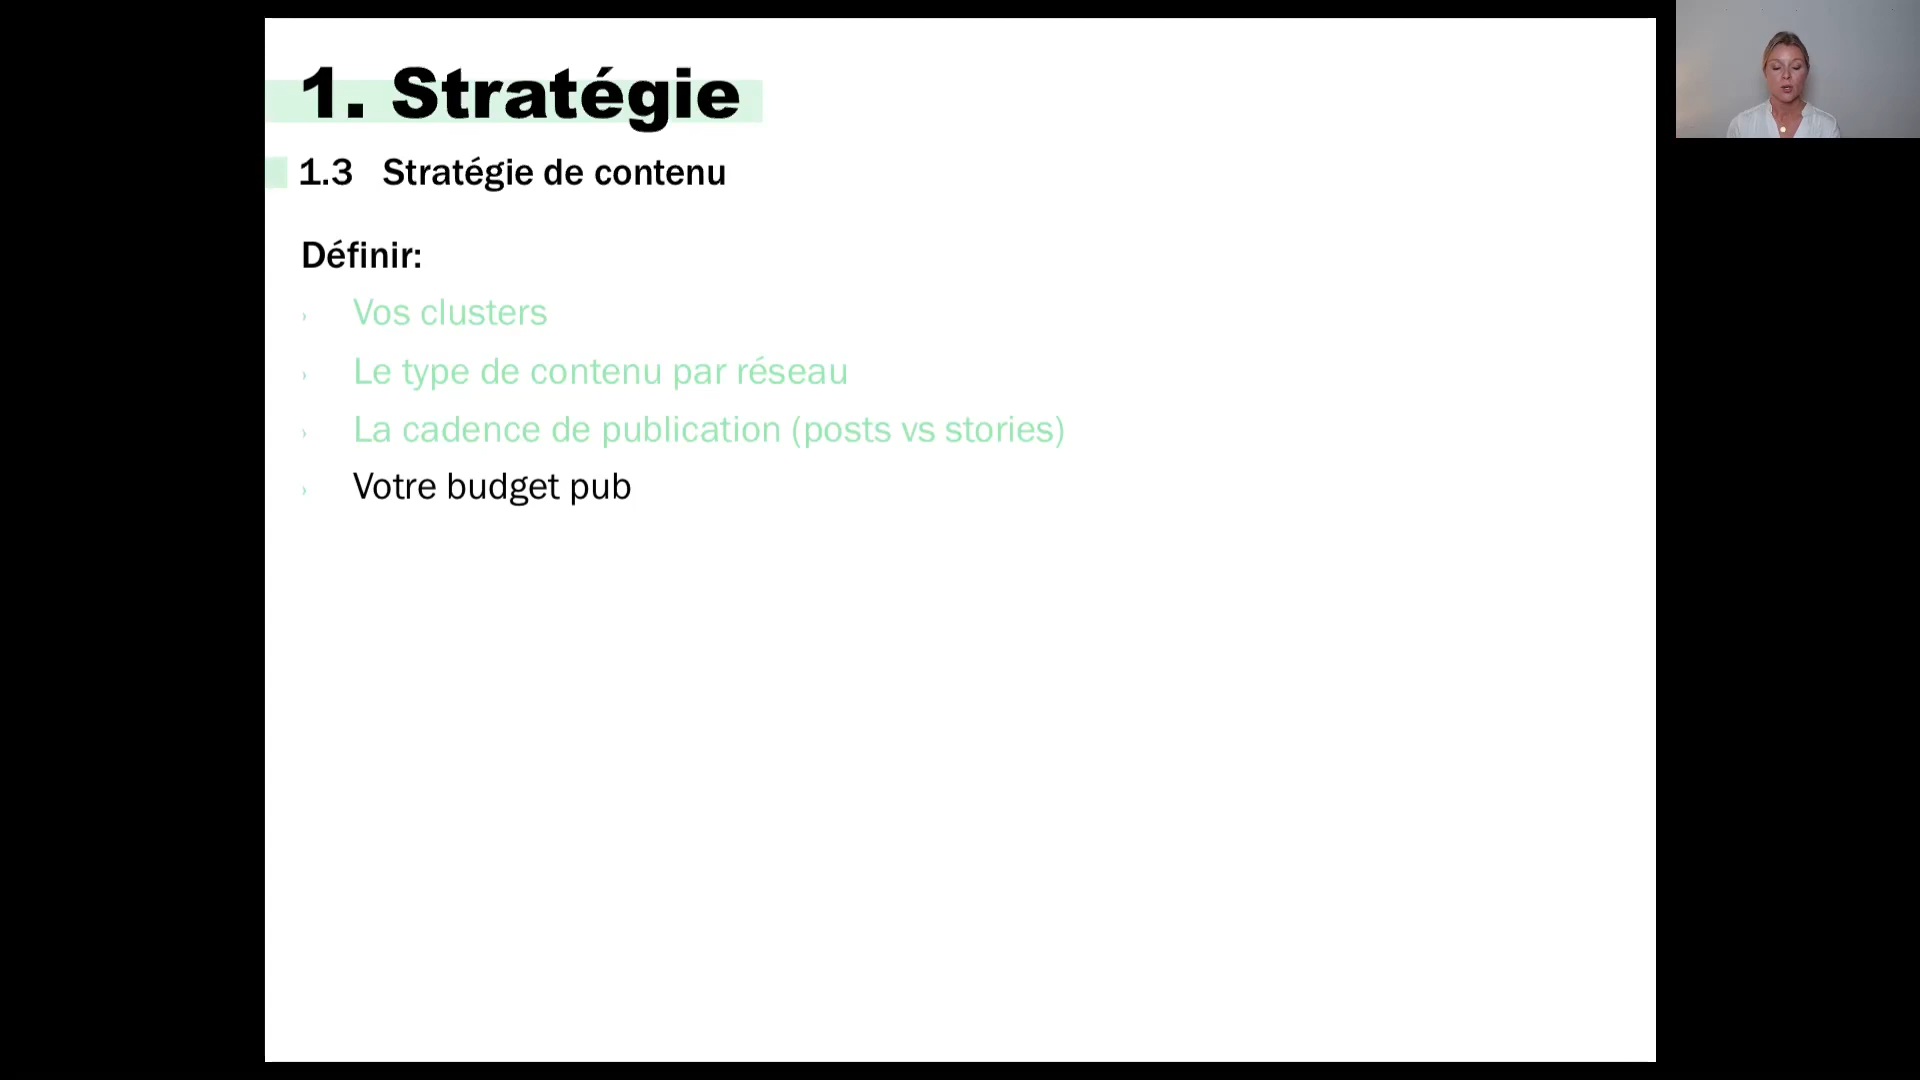 1. Stratégie
1.3 Stratégie de contenu
Définir:
› Vos clusters
› Le type de contenu par réseau
› La cadence de publication (posts vs stories)
› Votre budget pub